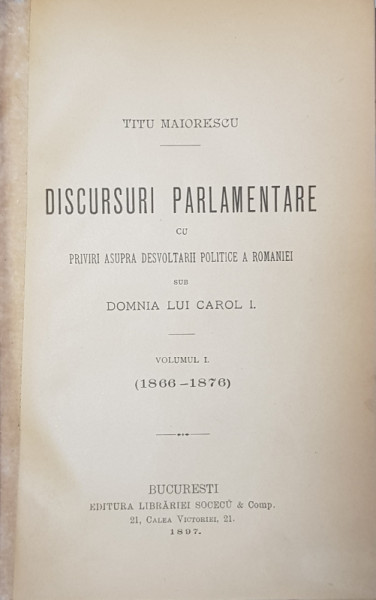 TITU MAIORESCU
DISCURSURI PARLAMENTARE
CU
PRIVIRI ASUPRA DESVOLTARII POLITICE A ROMANIEI
SUB
DOMNIA LUI CAROL I.
VOLUMUL I.
(1866-1876)
BUCURESTI
EDITURA LIBRĂRIEI SOCECŬ & Comp.
21, CALEA VICTORIEI, 21.
1897.